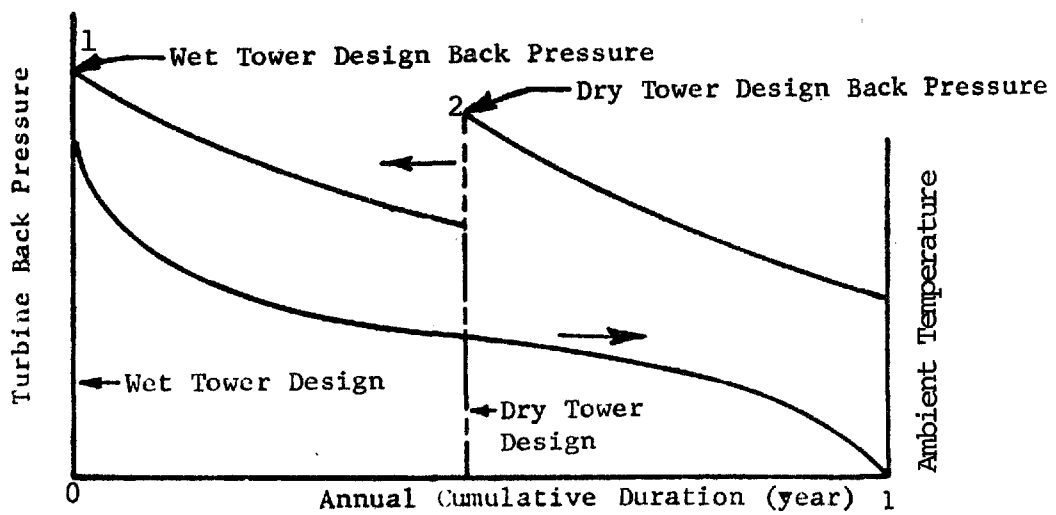 1
Wet Tower Design Back Pressure
2
Dry Tower Design Back Pressure
Turbine Back Pressure
Ambient Temperature
Wet Tower Design
Dry Tower
Design
0
Annual Cumulative Duration (year)
1